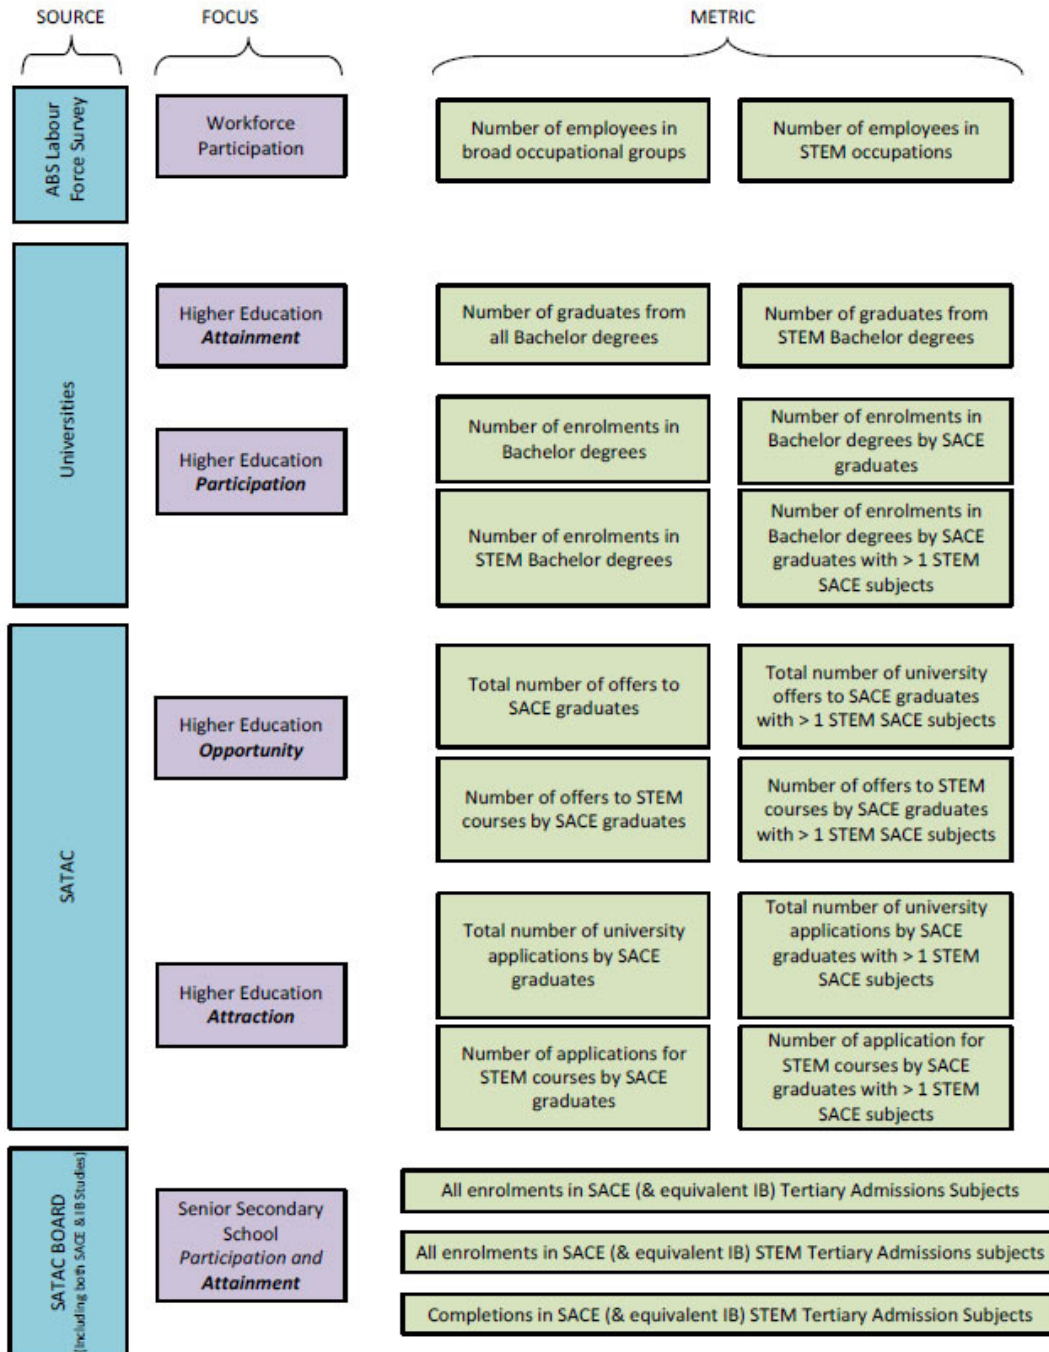 SOURCE
FOCUS
METRIC
ABS Labour
Force Survey
Workforce
Participation
Number of employees in
broad occupational groups
Number of employees in
STEM occupations
Universities
Higher Education
Attainment
Number of graduates from
all Bachelor degrees
Number of graduates from
STEM Bachelor degrees
Higher Education
Participation
Number of enrolments in
Bachelor degrees
Number of enrolments in
Bachelor degrees by SACE
graduates
Number of enrolments in
STEM Bachelor degrees
Number of enrolments in
Bachelor degrees by SACE
graduates with > 1 STEM
SACE subjects
SATAC
Higher Education
Opportunity
Total number of offers to
SACE graduates
Total number of university
offers to SACE graduates
with > 1 STEM SACE subjects
Number of offers to STEM
courses by SACE graduates
Number of offers to STEM
courses by SACE graduates
with > 1 STEM SACE subjects
Higher Education
Attraction
Total number of university
applications by SACE
graduates
Total number of university
applications by SACE
graduates with > 1 STEM
SACE subjects
Number of applications for
STEM courses by SACE
graduates
Number of application for
STEM courses by SACE
graduates with > 1 STEM
SACE subjects
SATAC BOARD
(Including both SACE & IB Studies)
Senior Secondary
School
Participation and
Attainment
All enrolments in SACE (& equivalent IB) Tertiary Admissions Subjects
All enrolments in SACE (& equivalent IB) STEM Tertiary Admissions subjects
Completions in SACE (& equivalent IB) STEM Tertiary Admission Subjects